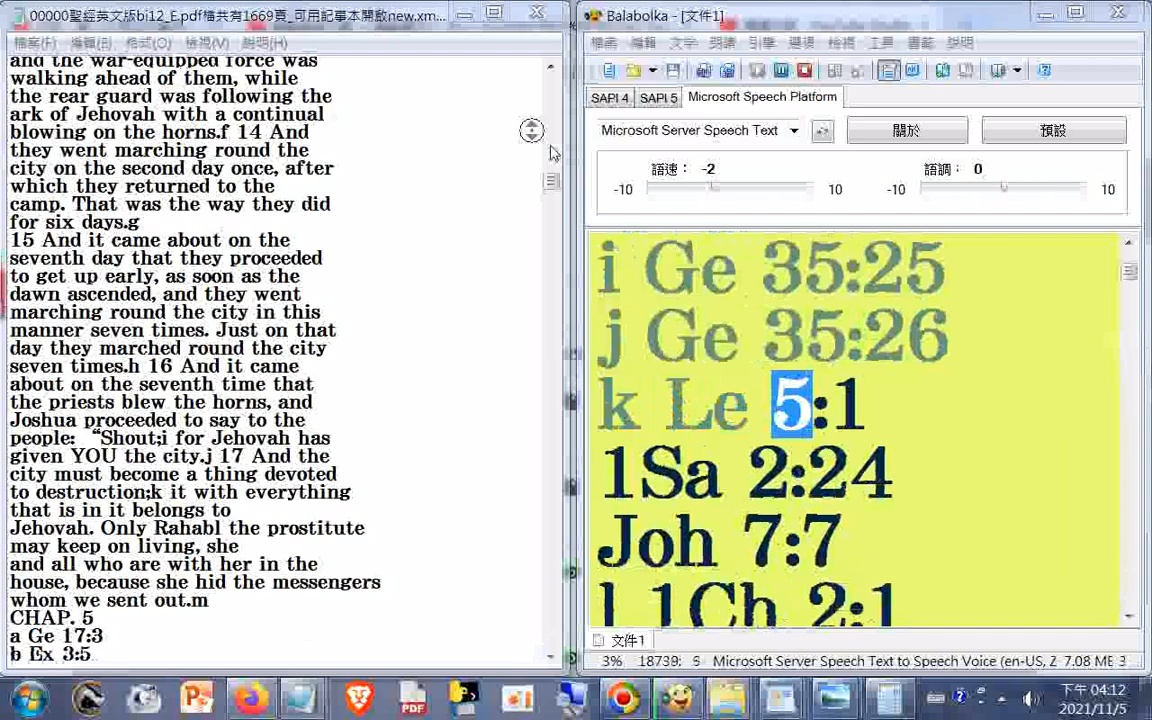 00000聖經英文版bi12_E.pdf檔共有1669頁_可用記事本開啟new.xm...
檔案(F) 編輯(E) 格式(O) 檢視(V) 說明(H)
and the war-equipped force was
walking ahead of them, while
the rear guard was following the
ark of Jehovah with a continual
blowing on the horns.f 14 And
they went marching round the
city on the second day once, after
which they returned to the
camp. That was the way they did
for six days.g
15 And it came about on the
seventh day that they proceeded
to get up early, as soon as the
dawn ascended, and they went
marching round the city in this
manner seven times. Just on that
day they marched round the city
seven times.h 16 And it came
about on the seventh time that
the priests blew the horns, and
Joshua proceeded to say to the
people: “Shout;i for Jehovah has
given YOU the city.j 17 And the
city must become a thing devoted
to destruction;k it with everything
that is in it belongs to
Jehovah. Only Rahabl the prostitute
may keep on living, she
and all who are with her in the
house, because she hid the messengers
whom we sent out.m
CHAP. 5
a Ge 17:3
b Ex 3:5
Balabolka - [文件1]
檔案 編輯 文字 朗讀 引擎 選項 檢視 工具 書籤 說明
SAPI 4 SAPI 5 Microsoft Speech Platform
Microsoft Server Speech Text 關於 預設
語速： -2 語調： 0
-10 10 -10 10
i Ge 35:25
j Ge 35:26
k Le 5:1
1Sa 2:24
Joh 7:7
l 1Ch 2:1
文件1
3% 18739: 5 Microsoft Server Speech Text to Speech Voice (en-US, Z 7.08 ME 3
PDF
下午 04:12
2021/11/5